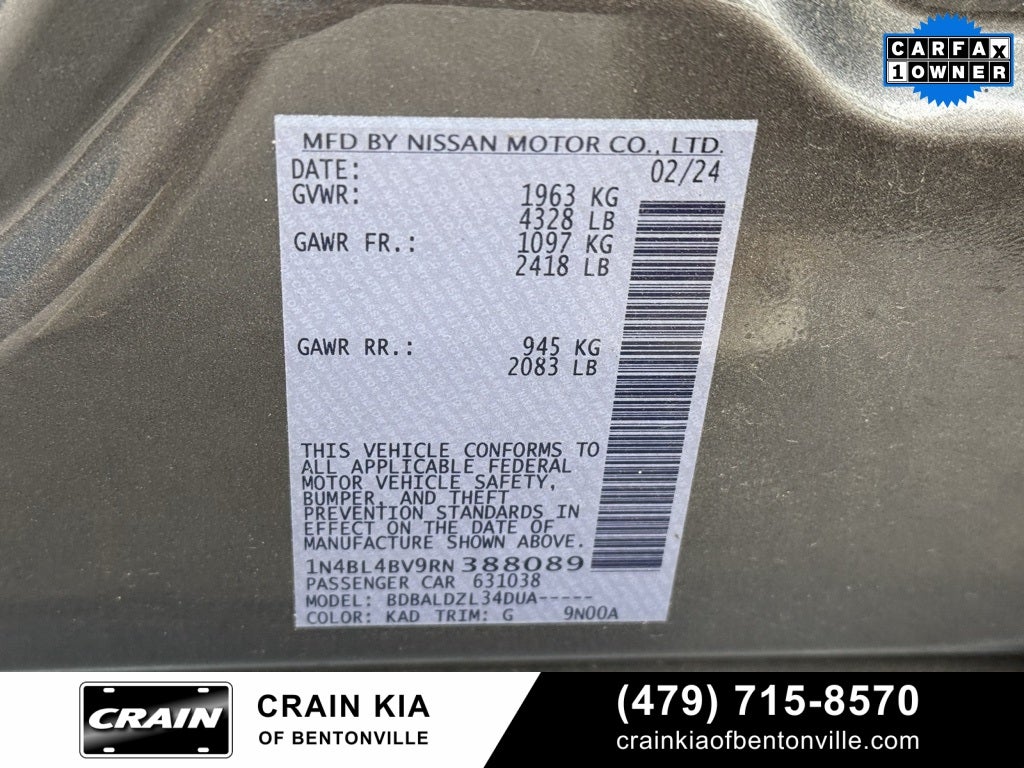 CARFAX
1 OWNER
MFD BY NISSAN MOTOR CO., LTD.
DATE: 02/24
GVWR: 1963 KG
4328 LB
GAWR FR.: 1097 KG
2418 LB
GAWR RR.: 945 KG
2083 LB
THIS VEHICLE CONFORMS TO
ALL APPLICABLE FEDERAL
MOTOR VEHICLE SAFETY,
BUMPER, AND THEFT
PREVENTION STANDARDS IN
EFFECT ON THE DATE OF
MANUFACTURE SHOWN ABOVE.
1N4BL4BV9RN388089
PASSENGER CAR 631038
MODEL: BDBALDZL34DUA-----
COLOR: KAD TRIM: G 9N00A
CRAIN
CRAIN KIA
OF BENTONVILLE
(479) 715-8570
crainkiaofbentonville.com